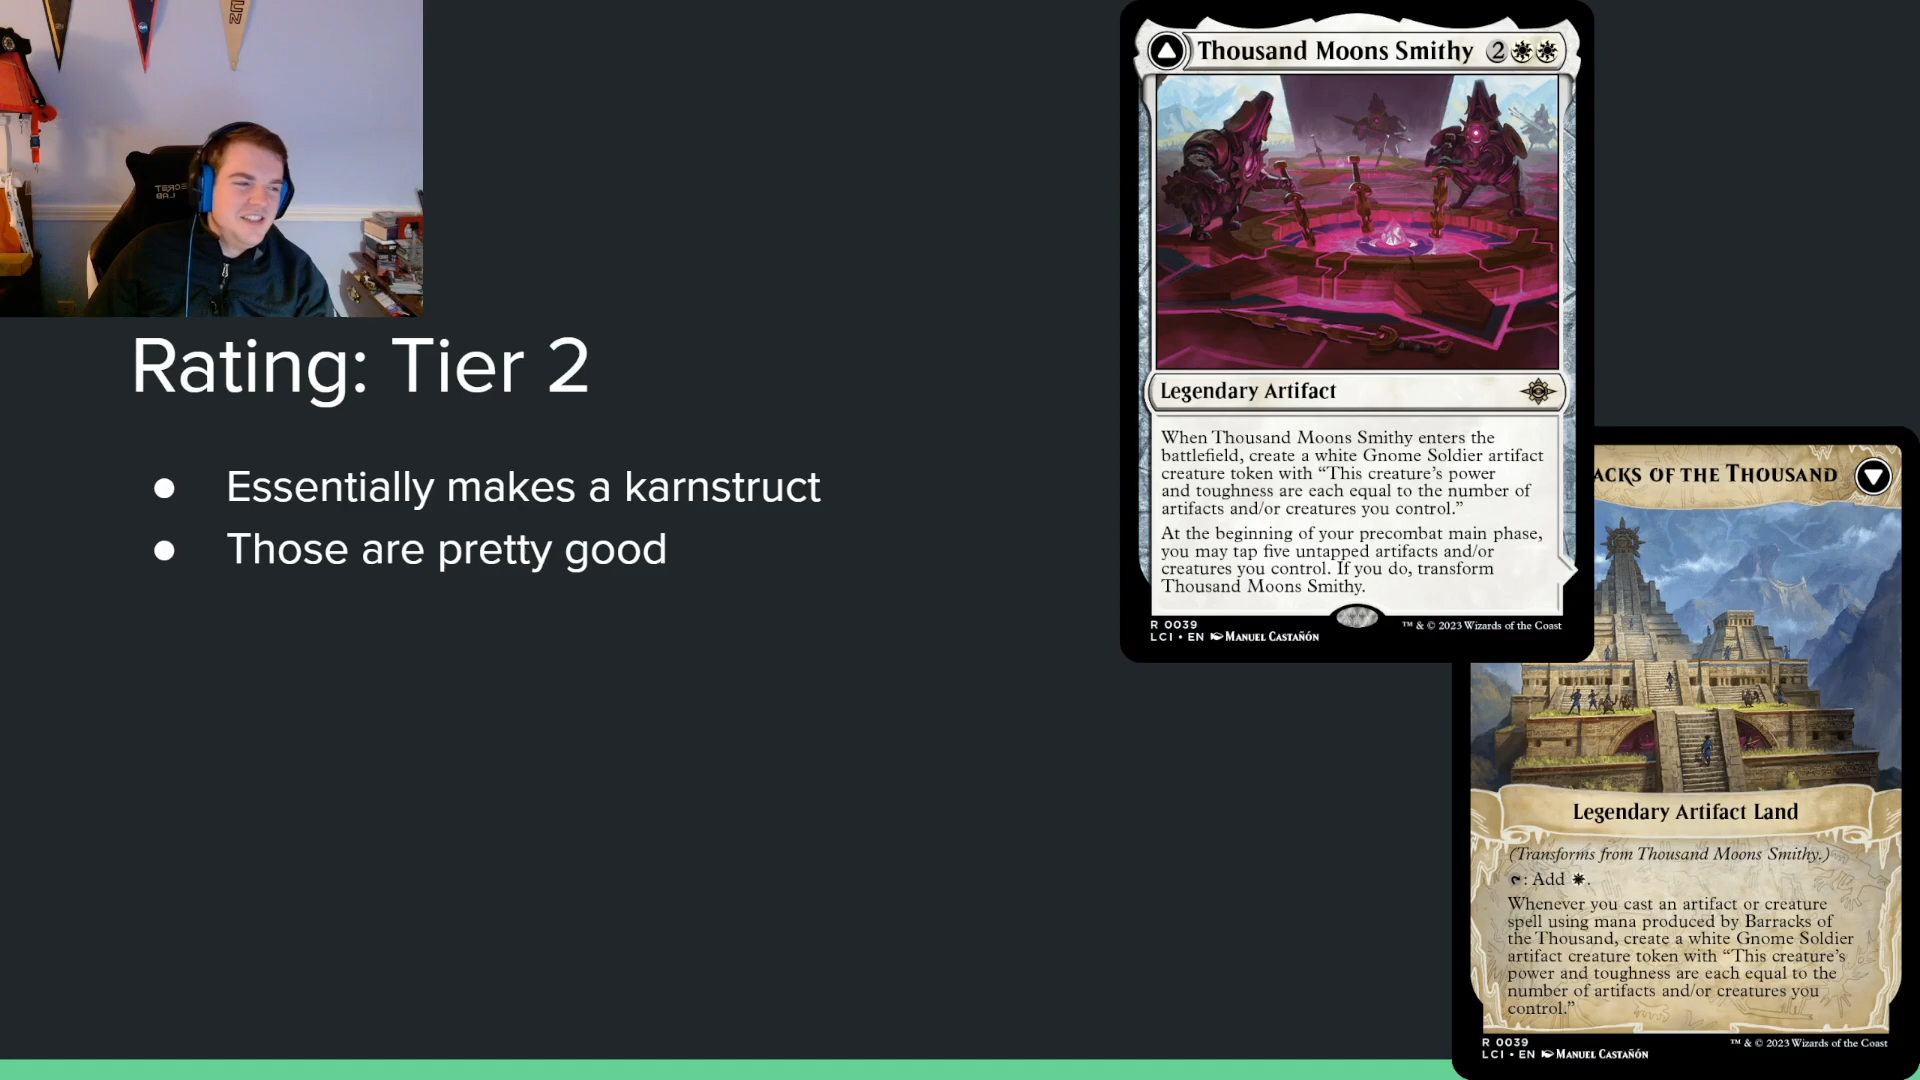 Rating: Tier 2
● Essentially makes a karnstruct
● Those are pretty good
Thousand Moons Smithy 2
Legendary Artifact
When Thousand Moons Smithy enters the
battlefield, create a white Gnome Soldier artifact
creature token with “This creature’s power
and toughness are each equal to the number of
artifacts and/or creatures you control.”
At the beginning of your precombat main phase,
you may tap five untapped artifacts and/or
creatures you control. If you do, transform
Thousand Moons Smithy.
R 0039
LCI • EN MANUEL CASTAÑÓN
™ & © 2023 Wizards of the Coast
ACKS OF THE THOUSAND
Legendary Artifact Land
(Transforms from Thousand Moons Smithy.)
: Add .
Whenever you cast an artifact or creature
spell using mana produced by Barracks of
the Thousand, create a white Gnome Soldier
artifact creature token with “This creature’s
power and toughness are each equal to the
number of artifacts and/or creatures you
control.”
R 0039
LCI • EN MANUEL CASTAÑÓN
™ & © 2023 Wizards of the Coast